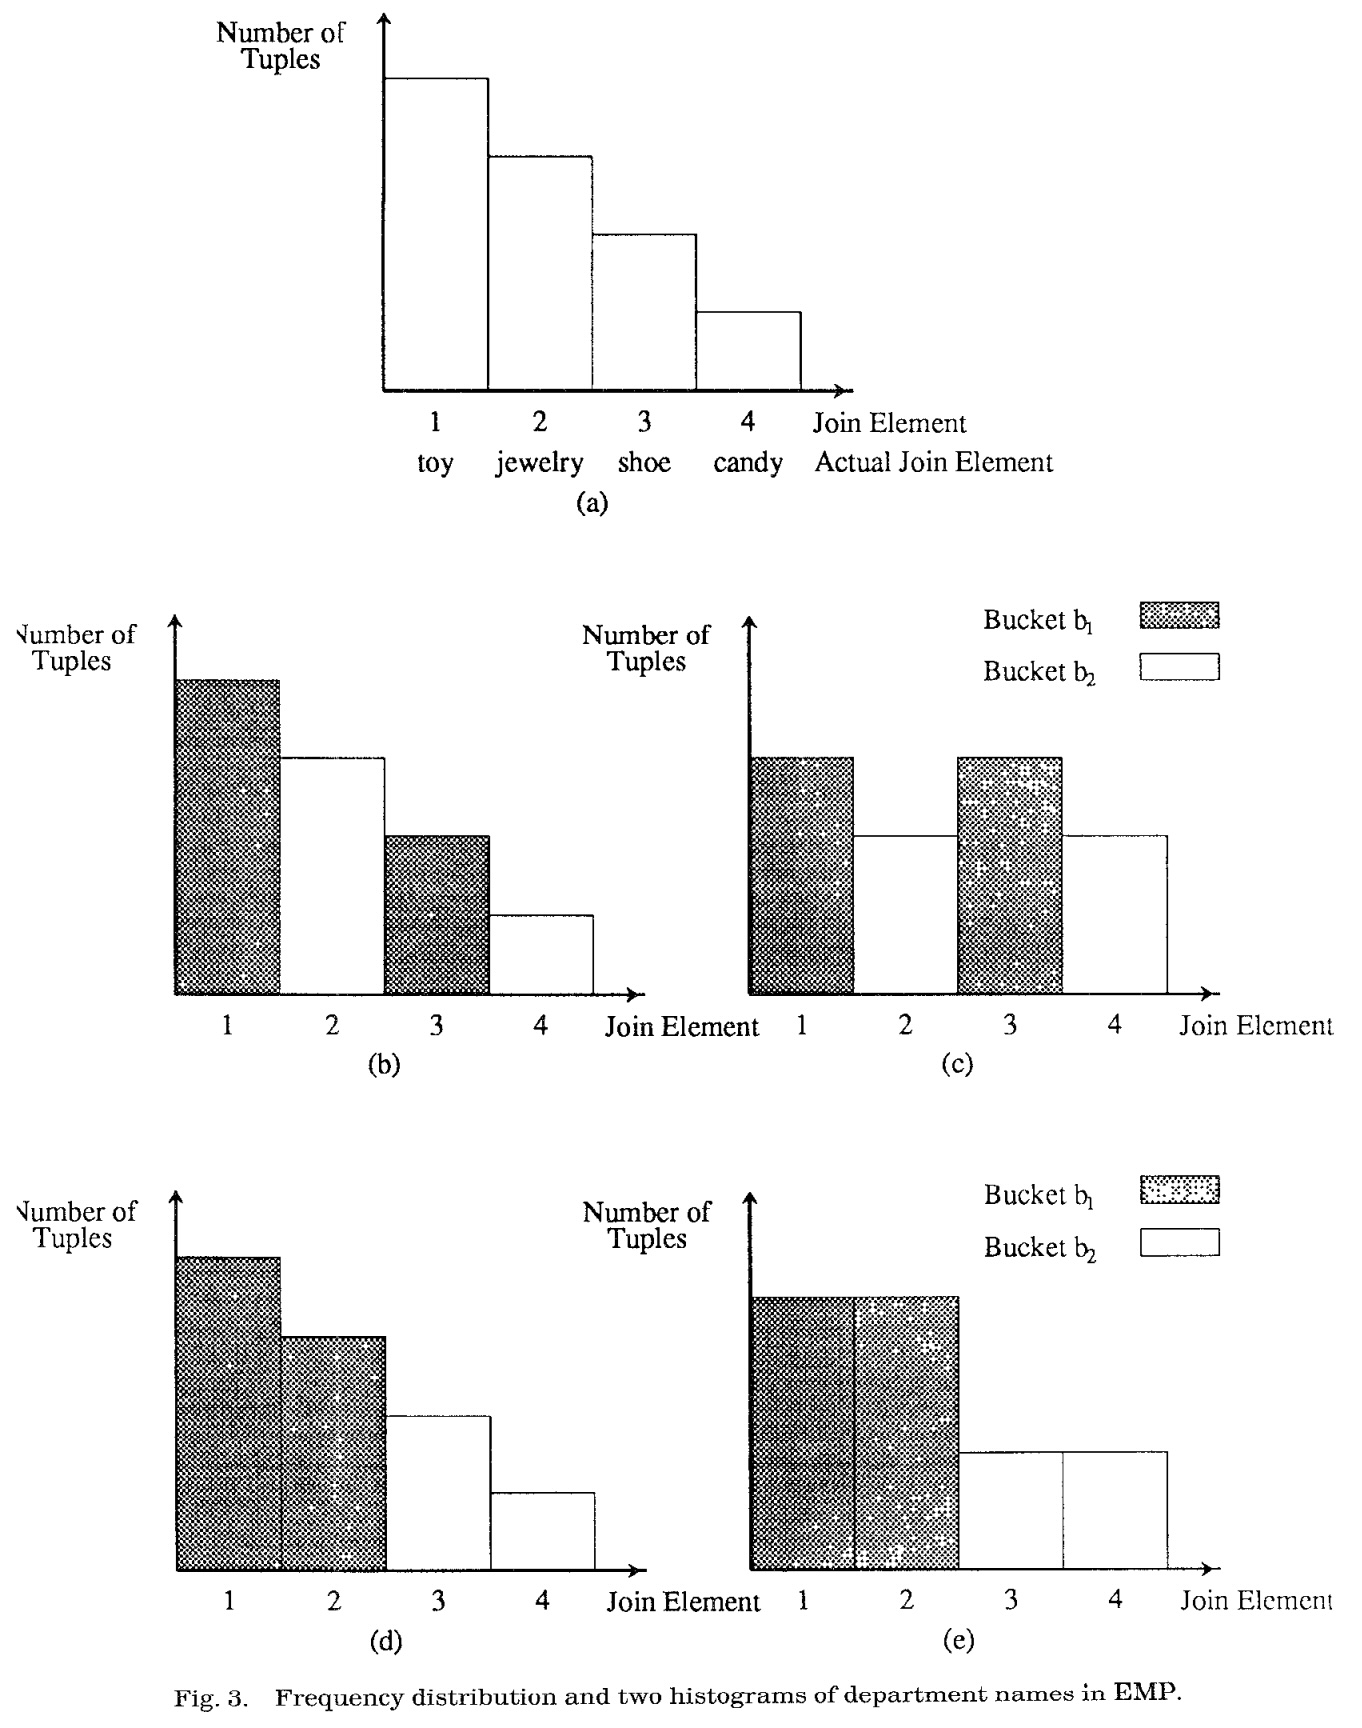 Number of
Tuples
1 2 3 4 Join Element
toy jewelry shoe candy Actual Join Element
(a)
Number of
Tuples
1 2 3 4 Join Element
(b)
Number of
Tuples
Bucket b1
Bucket b2
1 2 3 4 Join Element
(c)
Number of
Tuples
1 2 3 4 Join Element
(d)
Number of
Tuples
Bucket b1
Bucket b2
1 2 3 4 Join Element
(e)
Fig. 3. Frequency distribution and two histograms of department names in EMP.